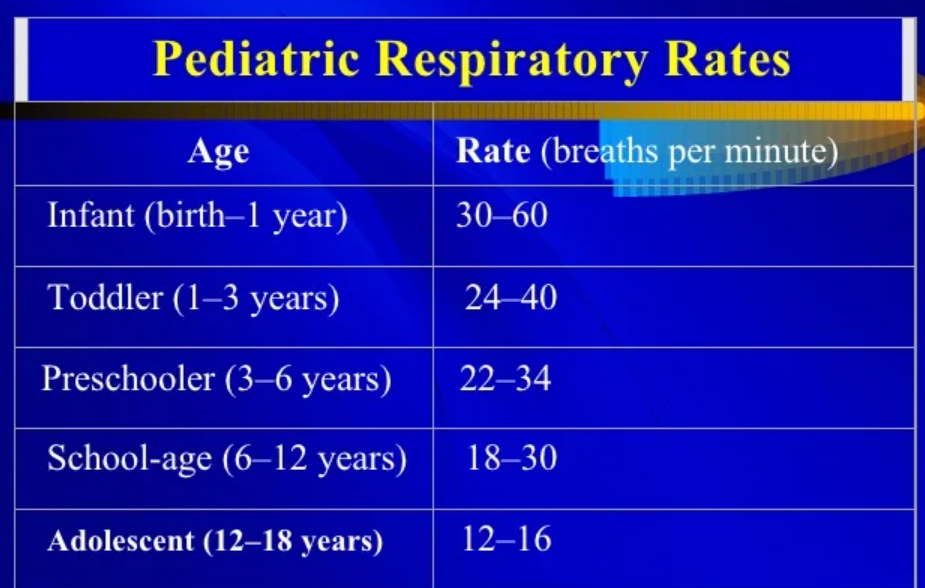 Pediatric Respiratory Rates
Age Rate (breaths per minute)
Infant (birth–1 year) 30–60
Toddler (1–3 years) 24–40
Preschooler (3–6 years) 22–34
School-age (6–12 years) 18–30
Adolescent (12–18 years) 12–16